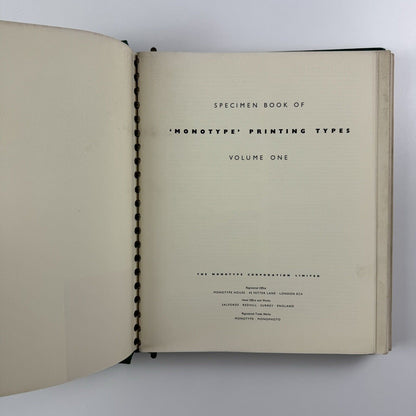 SPECIMEN BOOK OF
'MONOTYPE' PRINTING TYPES
VOLUME ONE
THE MONOTYPE CORPORATION LIMITED
Registered Office
MONOTYPE HOUSE · 43 FETTER LANE · LONDON EC4
Head Office and Works
SALFORDS · REDHILL · SURREY · ENGLAND
Registered Trade Marks
MONOTYPE · MONOPHOTO